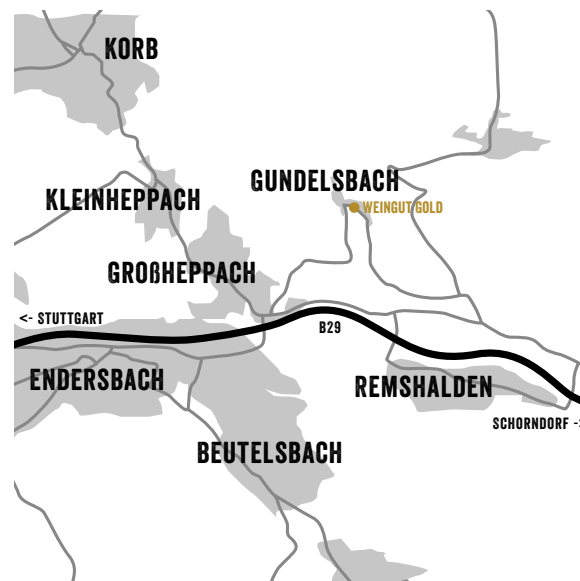 KORB
GUNDELSBACH
KLEINHEPPACH
WEINGUT GOLD
GROßHEPPACH
<- STUTTGART
B29
ENDERSBACH
REMSHALDEN
SCHORNDORF ->
BEUTELSBACH